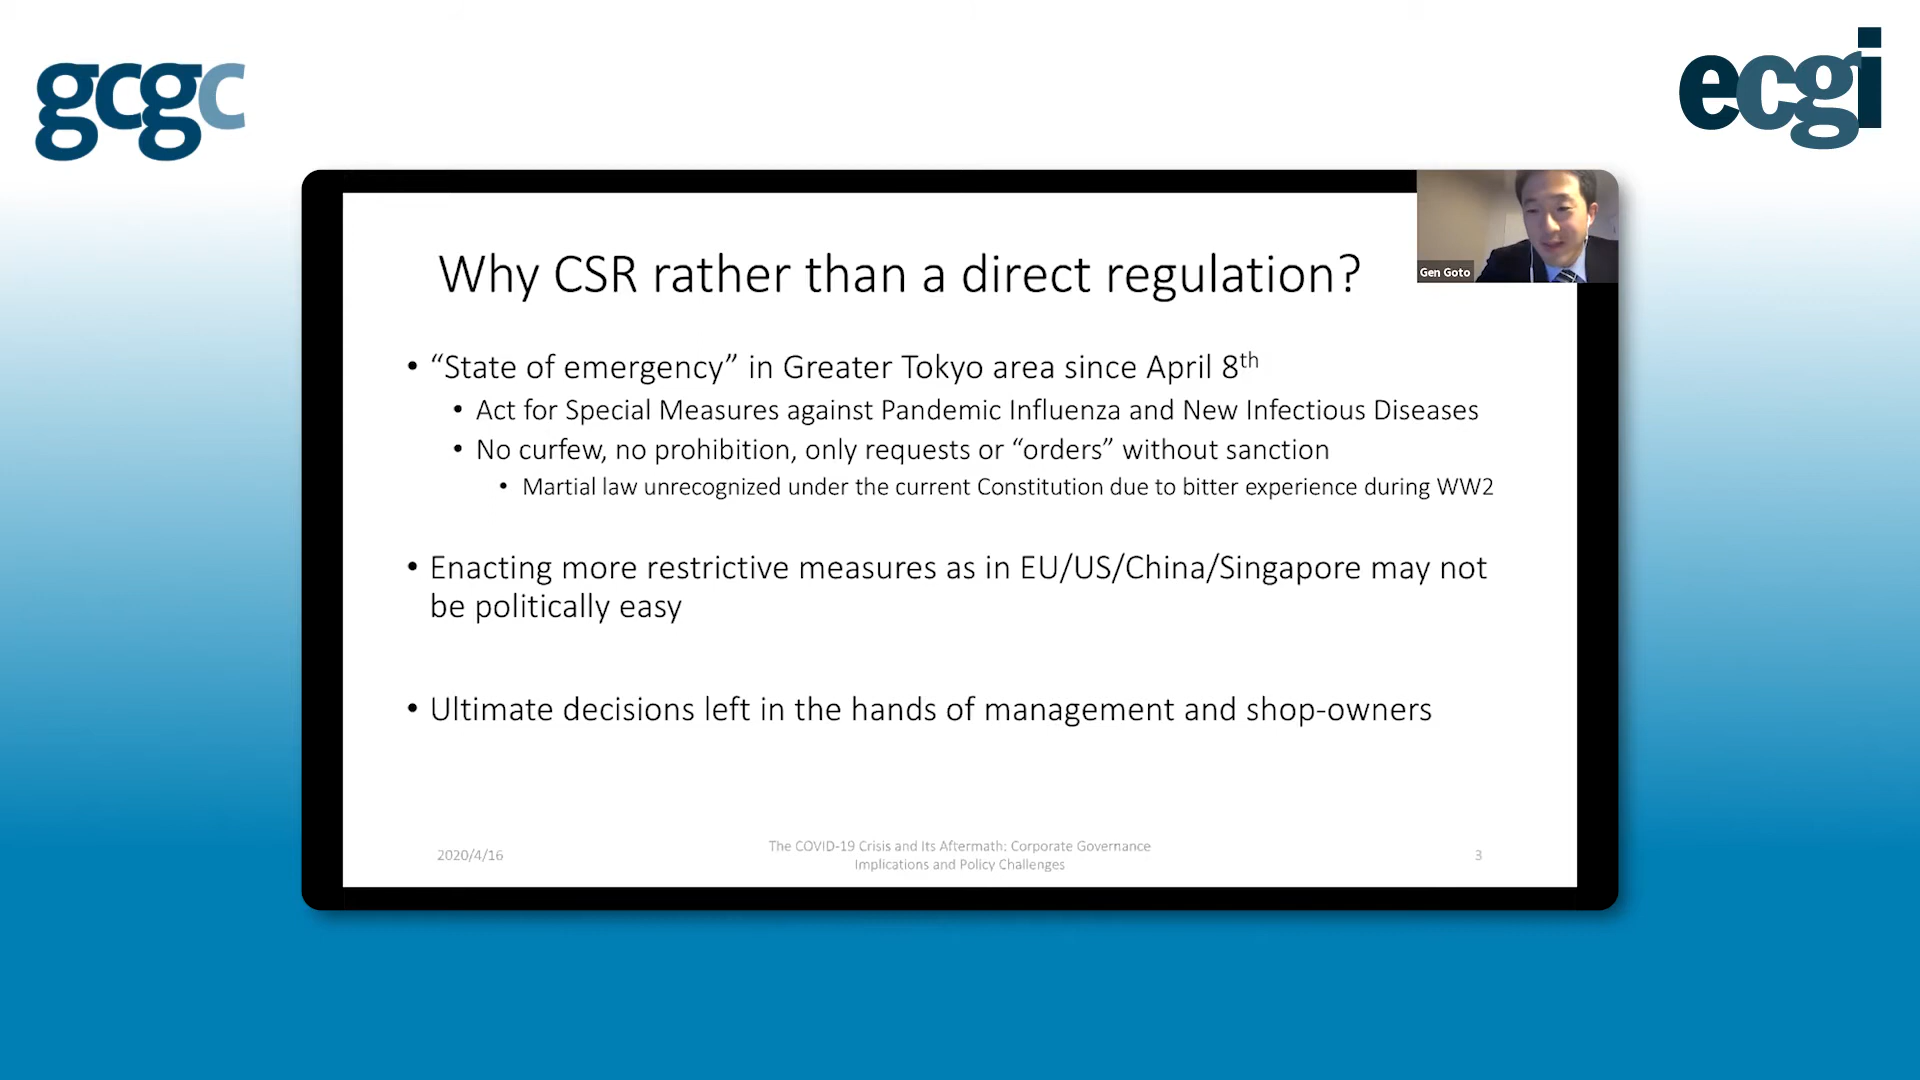 gcgc
ecgi
Gen Goto
Why CSR rather than a direct regulation?
• “State of emergency” in Greater Tokyo area since April 8th
• Act for Special Measures against Pandemic Influenza and New Infectious Diseases
• No curfew, no prohibition, only requests or “orders” without sanction
• Martial law unrecognized under the current Constitution due to bitter experience during WW2
• Enacting more restrictive measures as in EU/US/China/Singapore may not
be politically easy
• Ultimate decisions left in the hands of management and shop-owners
2020/4/16
The COVID-19 Crisis and Its Aftermath: Corporate Governance
Implications and Policy Challenges
3